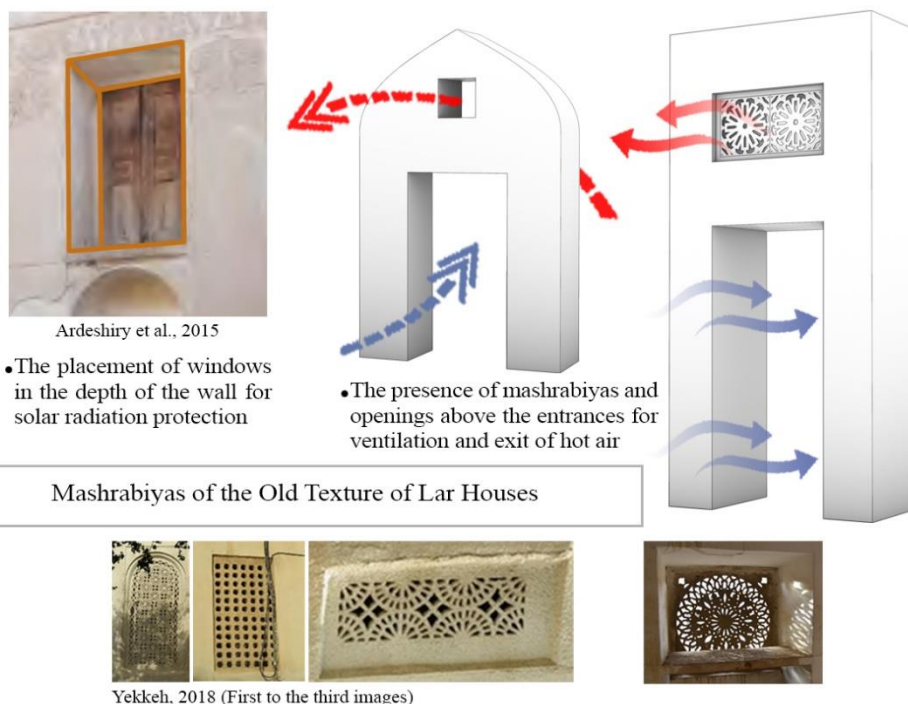 Ardeshiry et al., 2015
•The placement of windows
in the depth of the wall for
solar radiation protection
•The presence of mashrabiyas and
openings above the entrances for
ventilation and exit of hot air
Mashrabiyas of the Old Texture of Lar Houses
Yekkeh, 2018 (First to the third images)